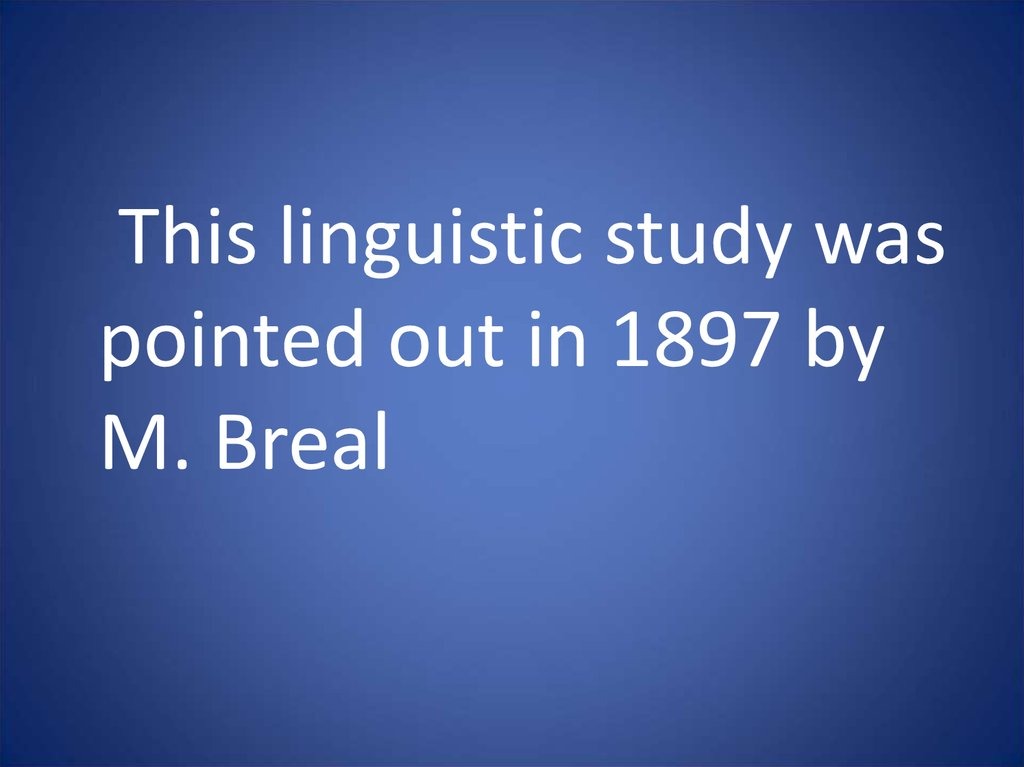 This linguistic study was
pointed out in 1897 by
M. Breal